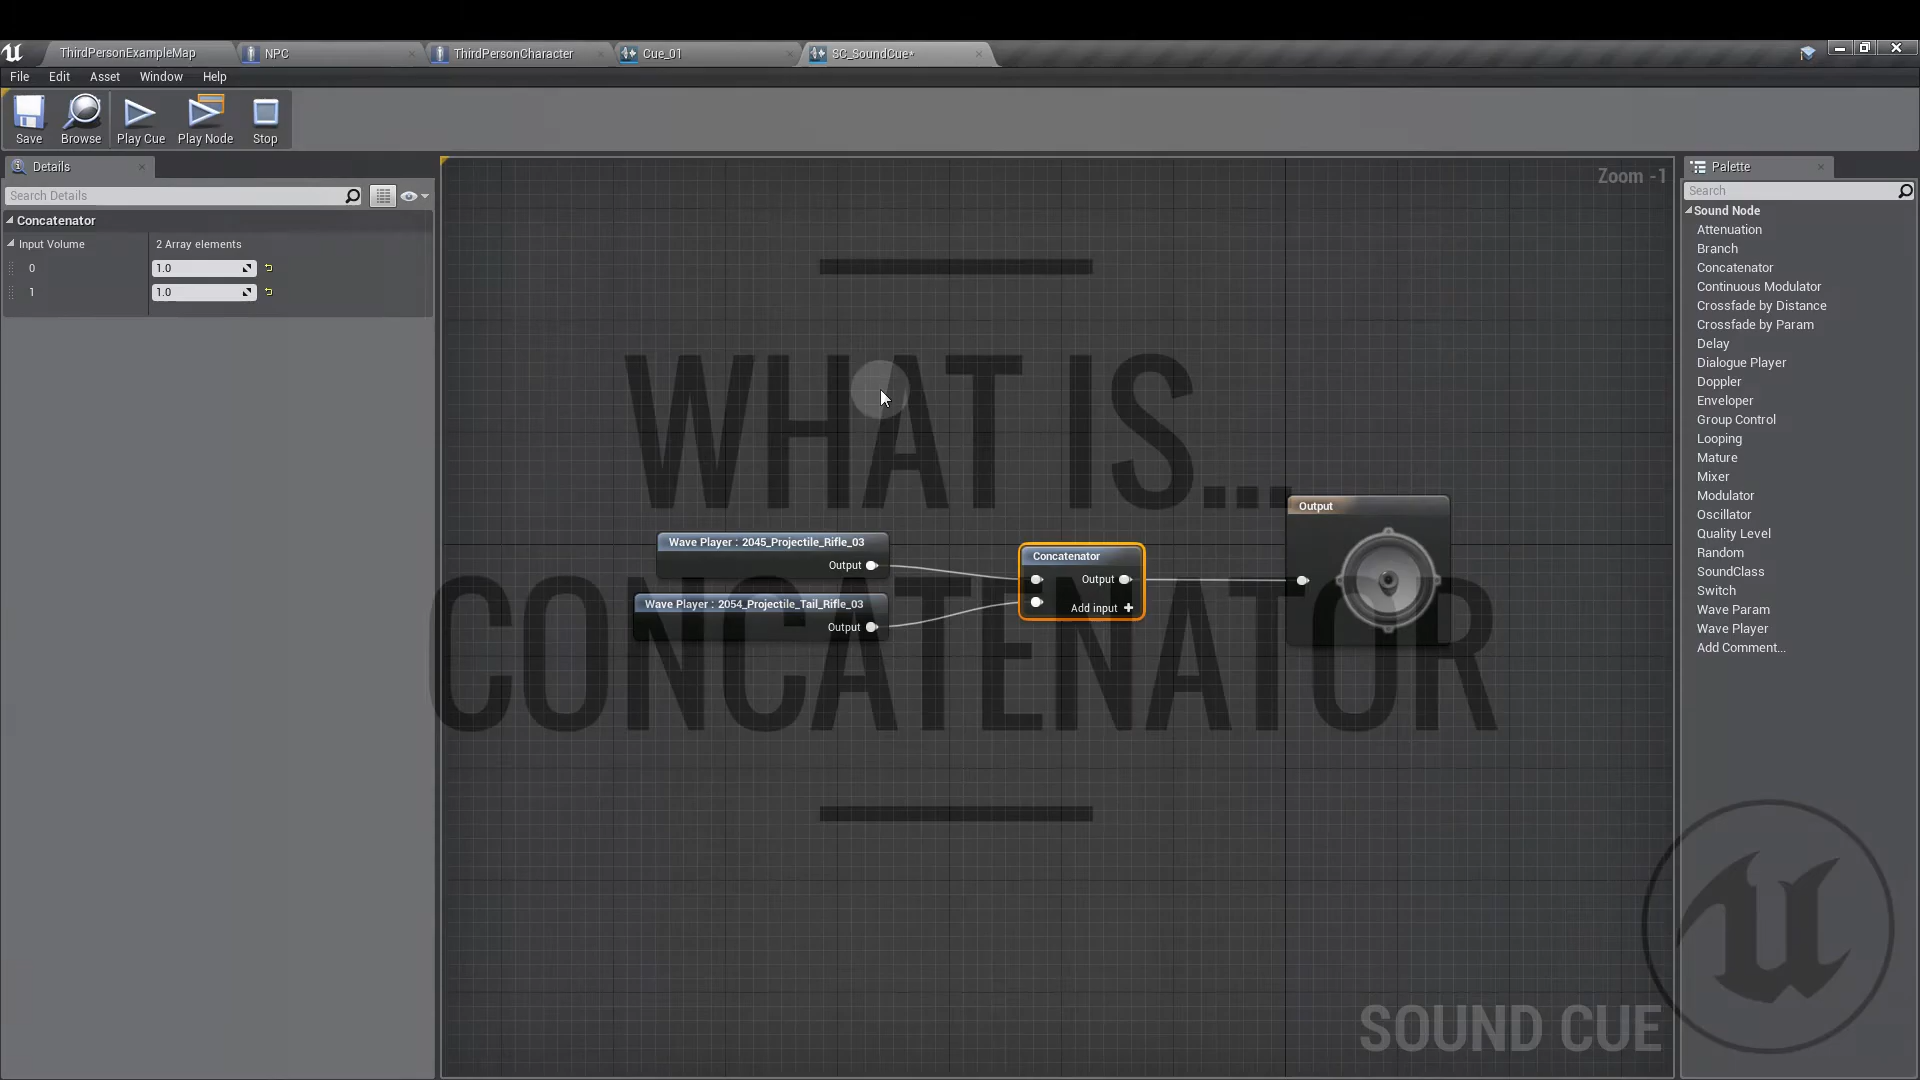 ThirdPersonExampleMap
NPC
ThirdPersonCharacter
Cue_01
SC_SoundCue*
File Edit Asset Window Help
Save Browse Play Cue Play Node Stop
Details
Search Details
Concatenator
Input Volume 2 Array elements
0 1.0
1 1.0
Zoom -1
WHAT IS...
CONCATENATOR
Wave Player : 2045_Projectile_Rifle_03
Output
Wave Player : 2054_Projectile_Tail_Rifle_03
Output
Concatenator
Output
Add input
Output
SOUND CUE
Palette
Search
Sound Node
Attenuation
Branch
Concatenator
Continuous Modulator
Crossfade by Distance
Crossfade by Param
Delay
Dialogue Player
Doppler
Enveloper
Group Control
Looping
Mature
Mixer
Modulator
Oscillator
Quality Level
Random
SoundClass
Switch
Wave Param
Wave Player
Add Comment...